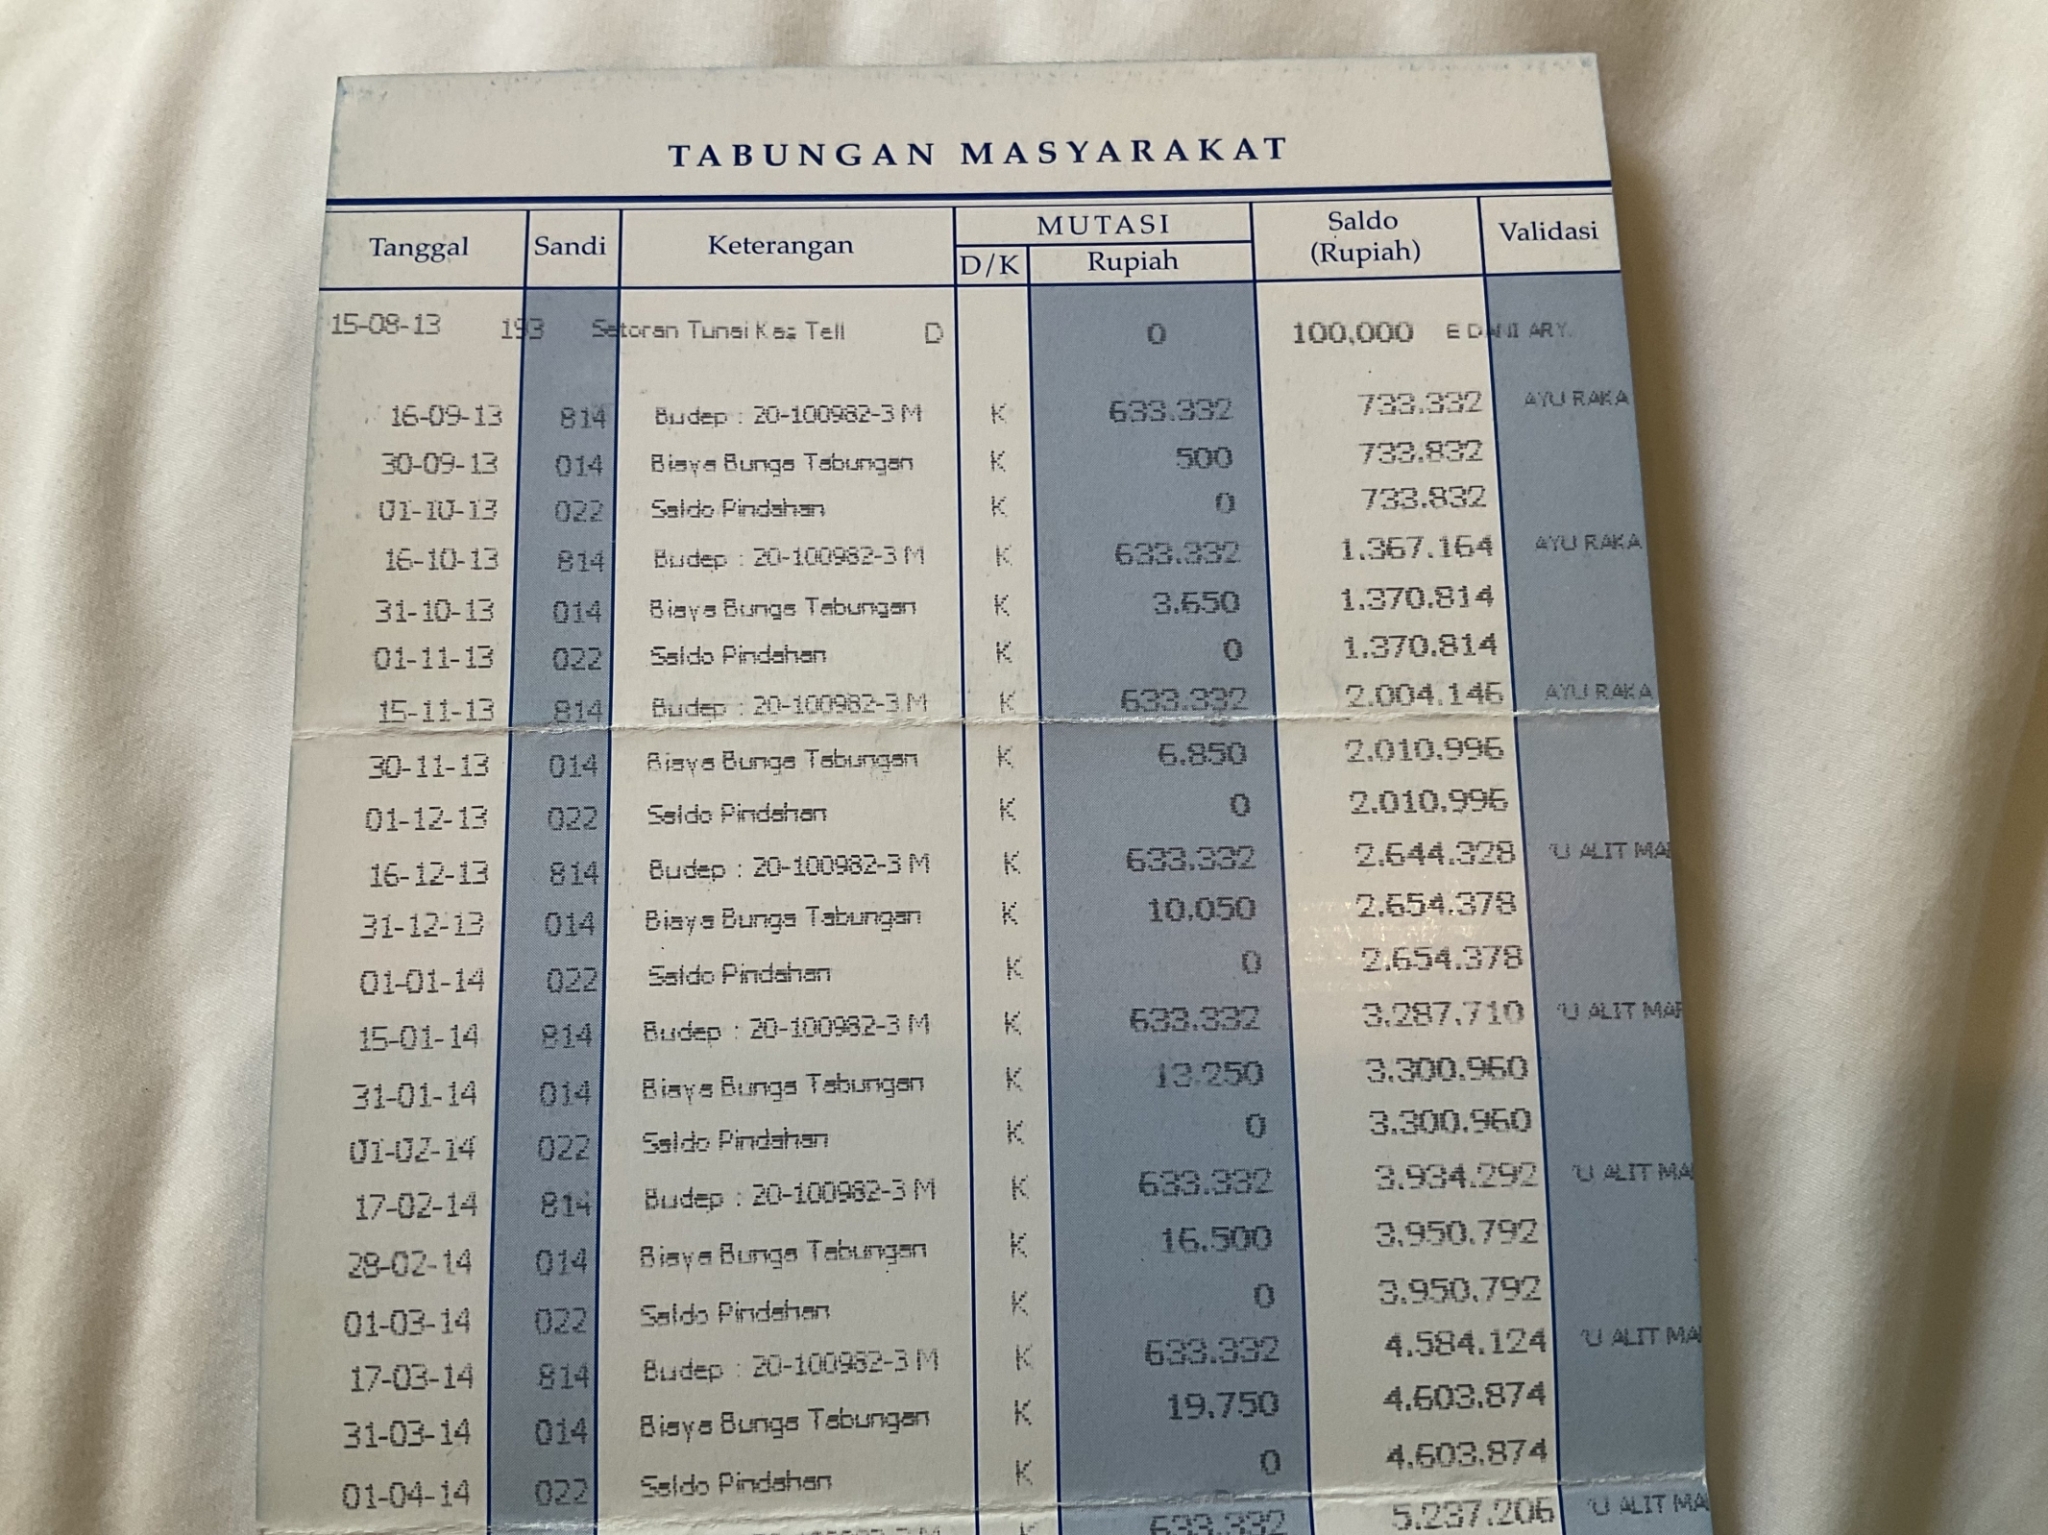 TABUNGAN MASYARAKAT
Tanggal Sandi Keterangan MUTASI D/K Rupiah Saldo (Rupiah) Validasi
15-08-13 193 Setoran Tunai Kas Tell D 0 100,000 E DANI ARY.
16-09-13 814 Budep : 20-100982-3 M K 633.332 733.332 AYU RAKA
30-09-13 014 Biaya Bunga Tabungan K 500 733.832
01-10-13 022 Saldo Pindahan K 0 733.832
16-10-13 814 Budep : 20-100982-3 M K 633.332 1.367.164 AYU RAKA
31-10-13 014 Biaya Bunga Tabungan K 3.650 1.370.814
01-11-13 022 Saldo Pindahan K 0 1.370.814
15-11-13 814 Budep : 20-100982-3 M K 633.332 2.004.146 AYU RAKA
30-11-13 014 Biaya Bunga Tabungan K 6.850 2.010.996
01-12-13 022 Saldo Pindahan K 0 2.010.996
16-12-13 814 Budep : 20-100982-3 M K 633.332 2.644.328 'U ALIT MA
31-12-13 014 Biaya Bunga Tabungan K 10.050 2.654.378
01-01-14 022 Saldo Pindahan K 0 2.654.378
15-01-14 814 Budep : 20-100982-3 M K 633.332 3.287.710 'U ALIT MAR
31-01-14 014 Biaya Bunga Tabungan K 13.250 3.300.960
01-02-14 022 Saldo Pindahan K 0 3.300.960
17-02-14 814 Budep : 20-100982-3 M K 633.332 3.934.292 'U ALIT MA
28-02-14 014 Biaya Bunga Tabungan K 16.500 3.950.792
01-03-14 022 Saldo Pindahan K 0 3.950.792
17-03-14 814 Budep : 20-100982-3 M K 633.332 4.584.124 'U ALIT MA
31-03-14 014 Biaya Bunga Tabungan K 19.750 4.603.874
01-04-14 022 Saldo Pindahan K 0 4.603.874
K 633.332 5.237.206 'U ALIT MA